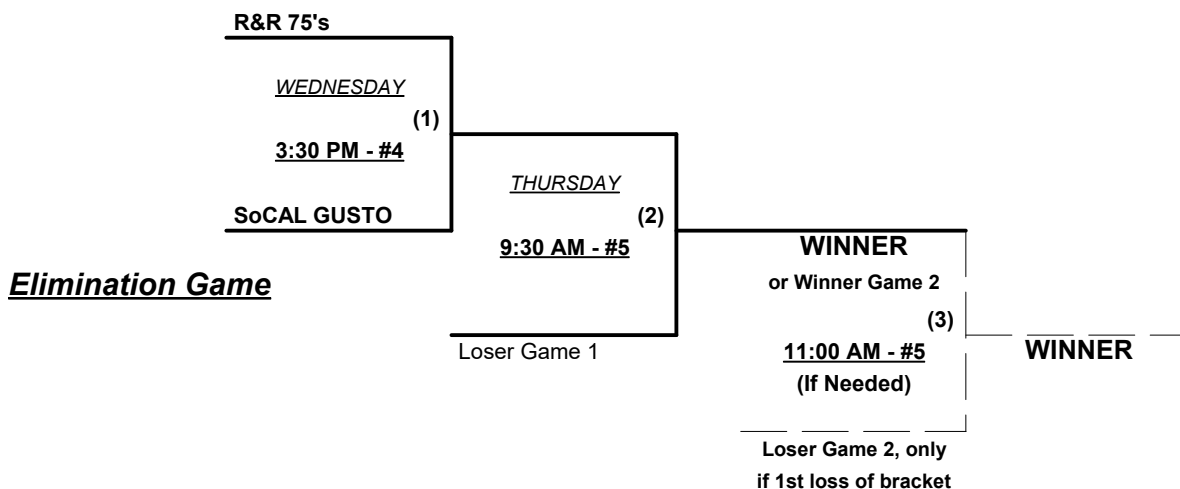 R&R 75's
WEDNESDAY
(1)
3:30 PM - #4
THURSDAY
SoCAL GUSTO
(2)
9:30 AM - #5
WINNER
Elimination Game
or Winner Game 2
(3)
Loser Game 1
11:00 AM - #5
WINNER
(If Needed)
Loser Game 2, only
if 1st loss of bracket